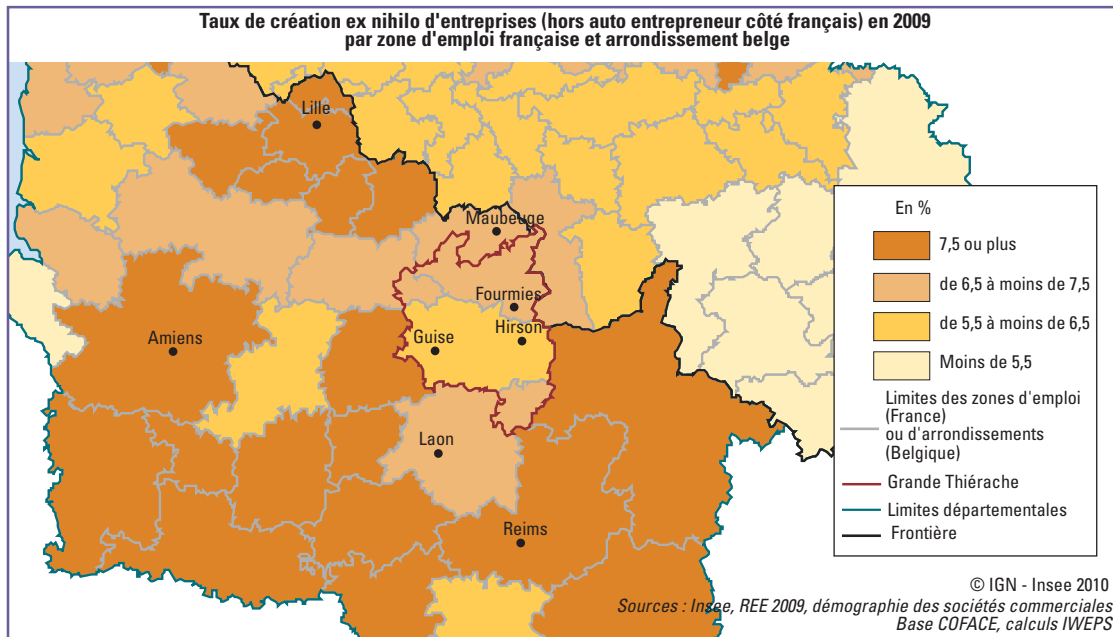 Taux de création ex nihilo d'entreprises (hors auto entrepreneur côté français) en 2009
par zone d'emploi française et arrondissement belge
Lille
Maubeuge
Fourmies
Hirson
Guise
Amiens
Laon
Reims
En %
7,5 ou plus
de 6,5 à moins de 7,5
de 5,5 à moins de 6,5
Moins de 5,5
Limites des zones d'emploi
(France)
ou d'arrondissements
(Belgique)
Grande Thiérache
Limites départementales
Frontière
© IGN - Insee 2010
Sources : Insee, REE 2009, démographie des sociétés commerciales
Base COFACE, calculs IWEPS